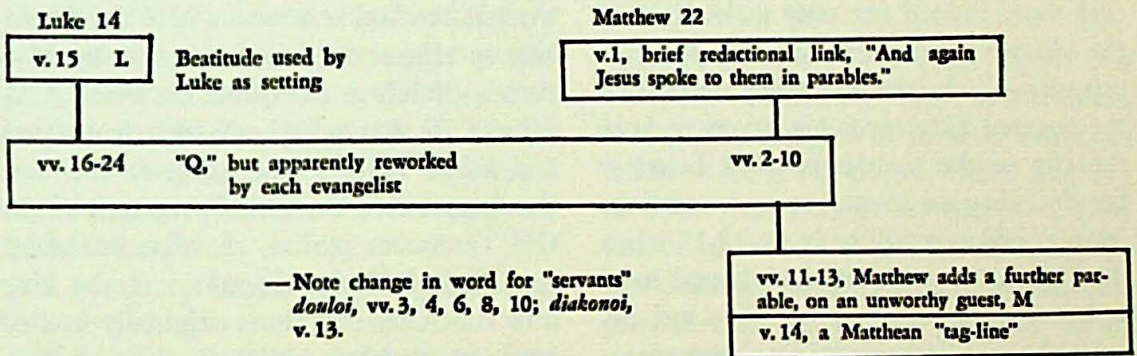 Luke 14
Matthew 22
v. 15 L Beatitude used by
Luke as setting
v.1, brief redactional link, "And again
Jesus spoke to them in parables."
vv. 16-24 "Q," but apparently reworked
by each evangelist
vv. 2-10
—Note change in word for "servants"
douloi, vv. 3, 4, 6, 8, 10; diakonoi,
v. 13.
vv. 11-13, Matthew adds a further par-
able, on an unworthy guest, M
v. 14, a Matthean "tag-line"